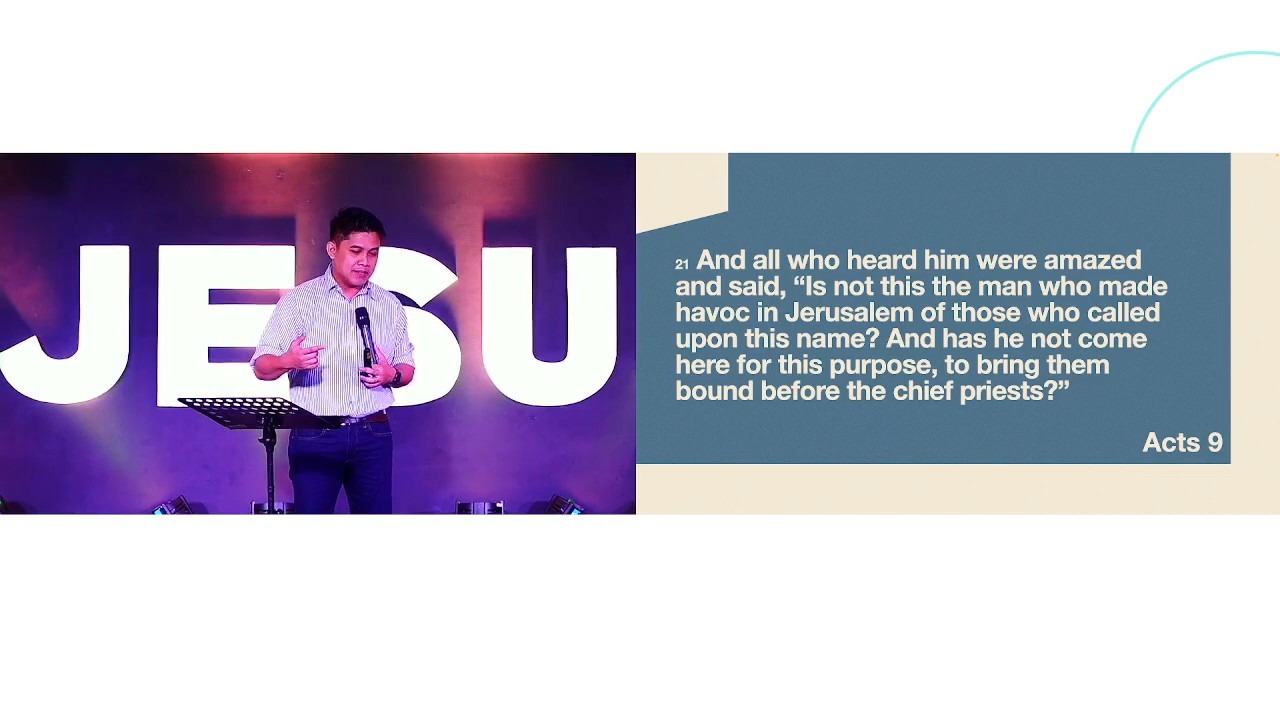 JESU
21 And all who heard him were amazed
and said, “Is not this the man who made
havoc in Jerusalem of those who called
upon this name? And has he not come
here for this purpose, to bring them
bound before the chief priests?”
Acts 9